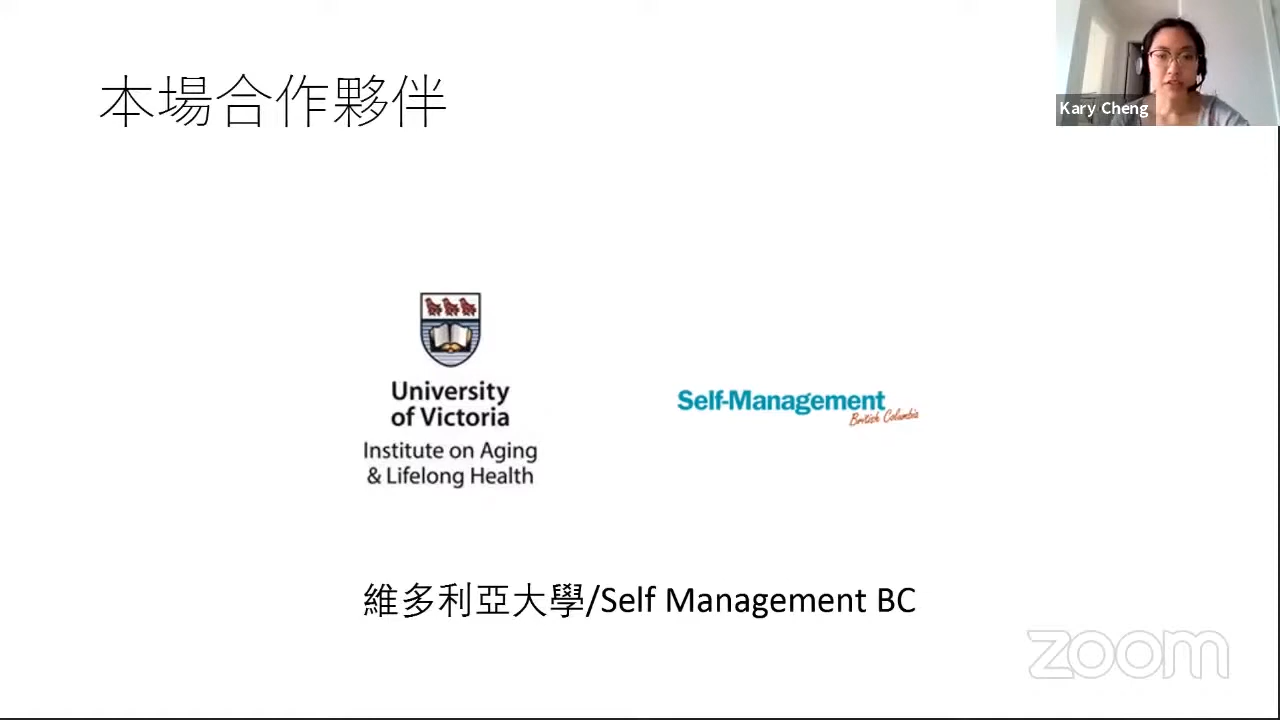 本場合作夥伴
Kary Cheng
University
of Victoria
Institute on Aging
& Lifelong Health
Self-Management
British Columbia
維多利亞大學/Self Management BC
zoom